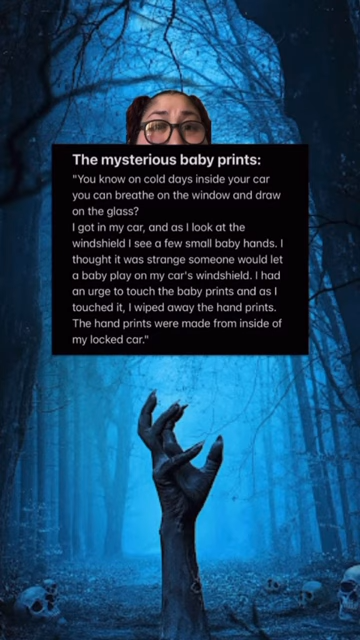 The mysterious baby prints:
"You know on cold days inside your car
you can breathe on the window and draw
on the glass?
I got in my car, and as I look at the
windshield I see a few small baby hands. I
thought it was strange someone would let
a baby play on my car's windshield. I had
an urge to touch the baby prints and as I
touched it, I wiped away the hand prints.
The hand prints were made from inside of
my locked car."